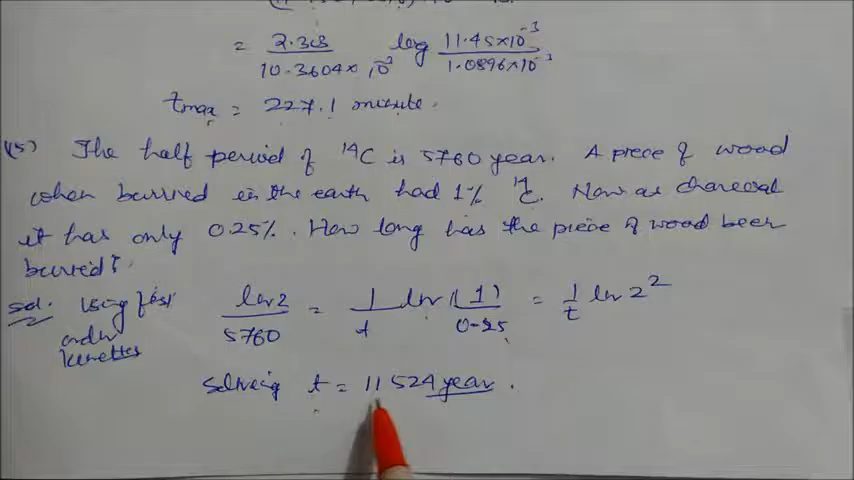 = 2.303 / 10.3604 × 10⁻³ log 11.45×10⁻³ / 1.0896×10⁻³
tmax = 227.1 minute.
(5) The half period of ¹⁴C is 5760 year. A piece of wood
when burried in the earth had 1% ¹⁴C. Now as charcoal
it has only 0.25%. How long has the piece of wood been
burried?
sol. Using first order kinetics ln 2 / 5760 = 1 / t ln (1) / 0.25 = 1 / t ln 2²
solving t = 11524 year.